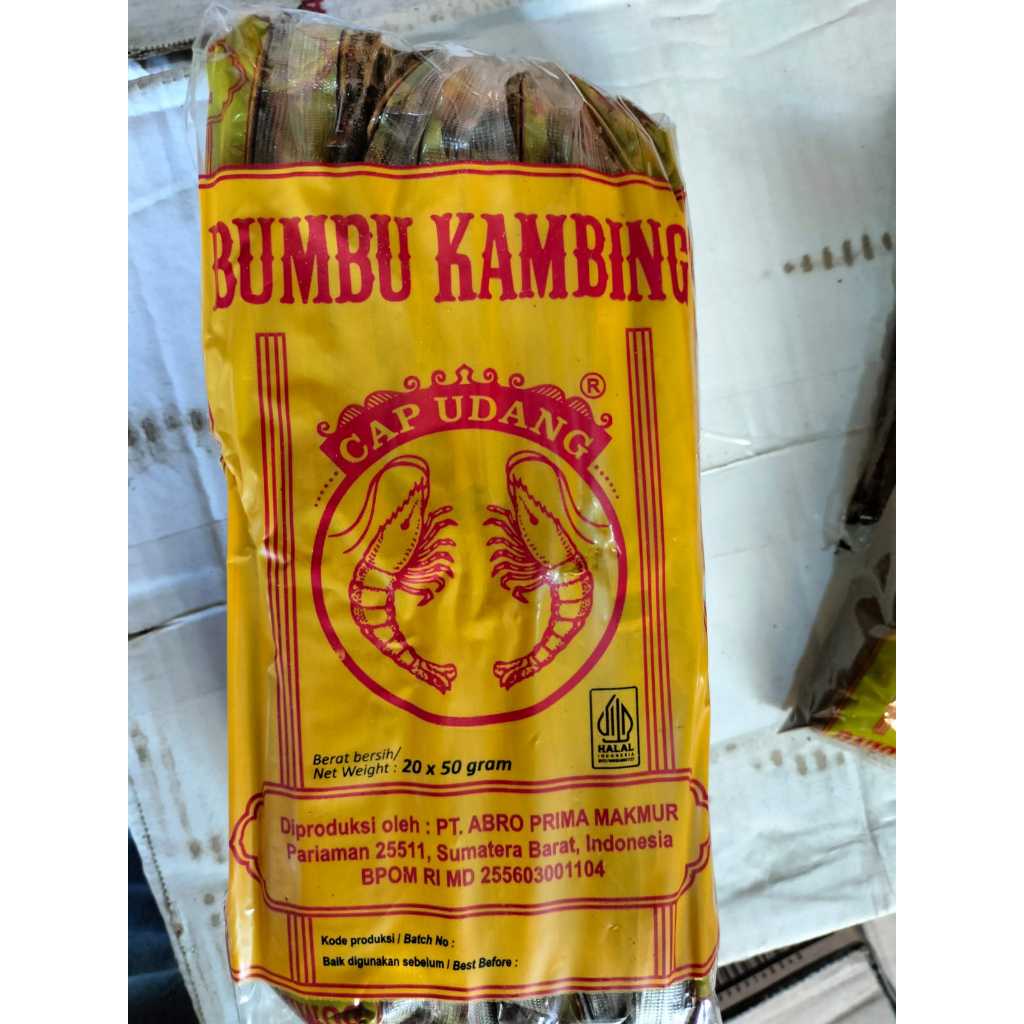 BUMBU KAMBING
CAP UDANG ®
HALAL
INDONESIA
Berat bersih/
Net Weight : 20 x 50 gram
Diproduksi oleh : PT. ABRO PRIMA MAKMUR
Pariaman 25511, Sumatera Barat, Indonesia
BPOM RI MD 255603001104
Kode produksi / Batch No :
Baik digunakan sebelum / Best Before :